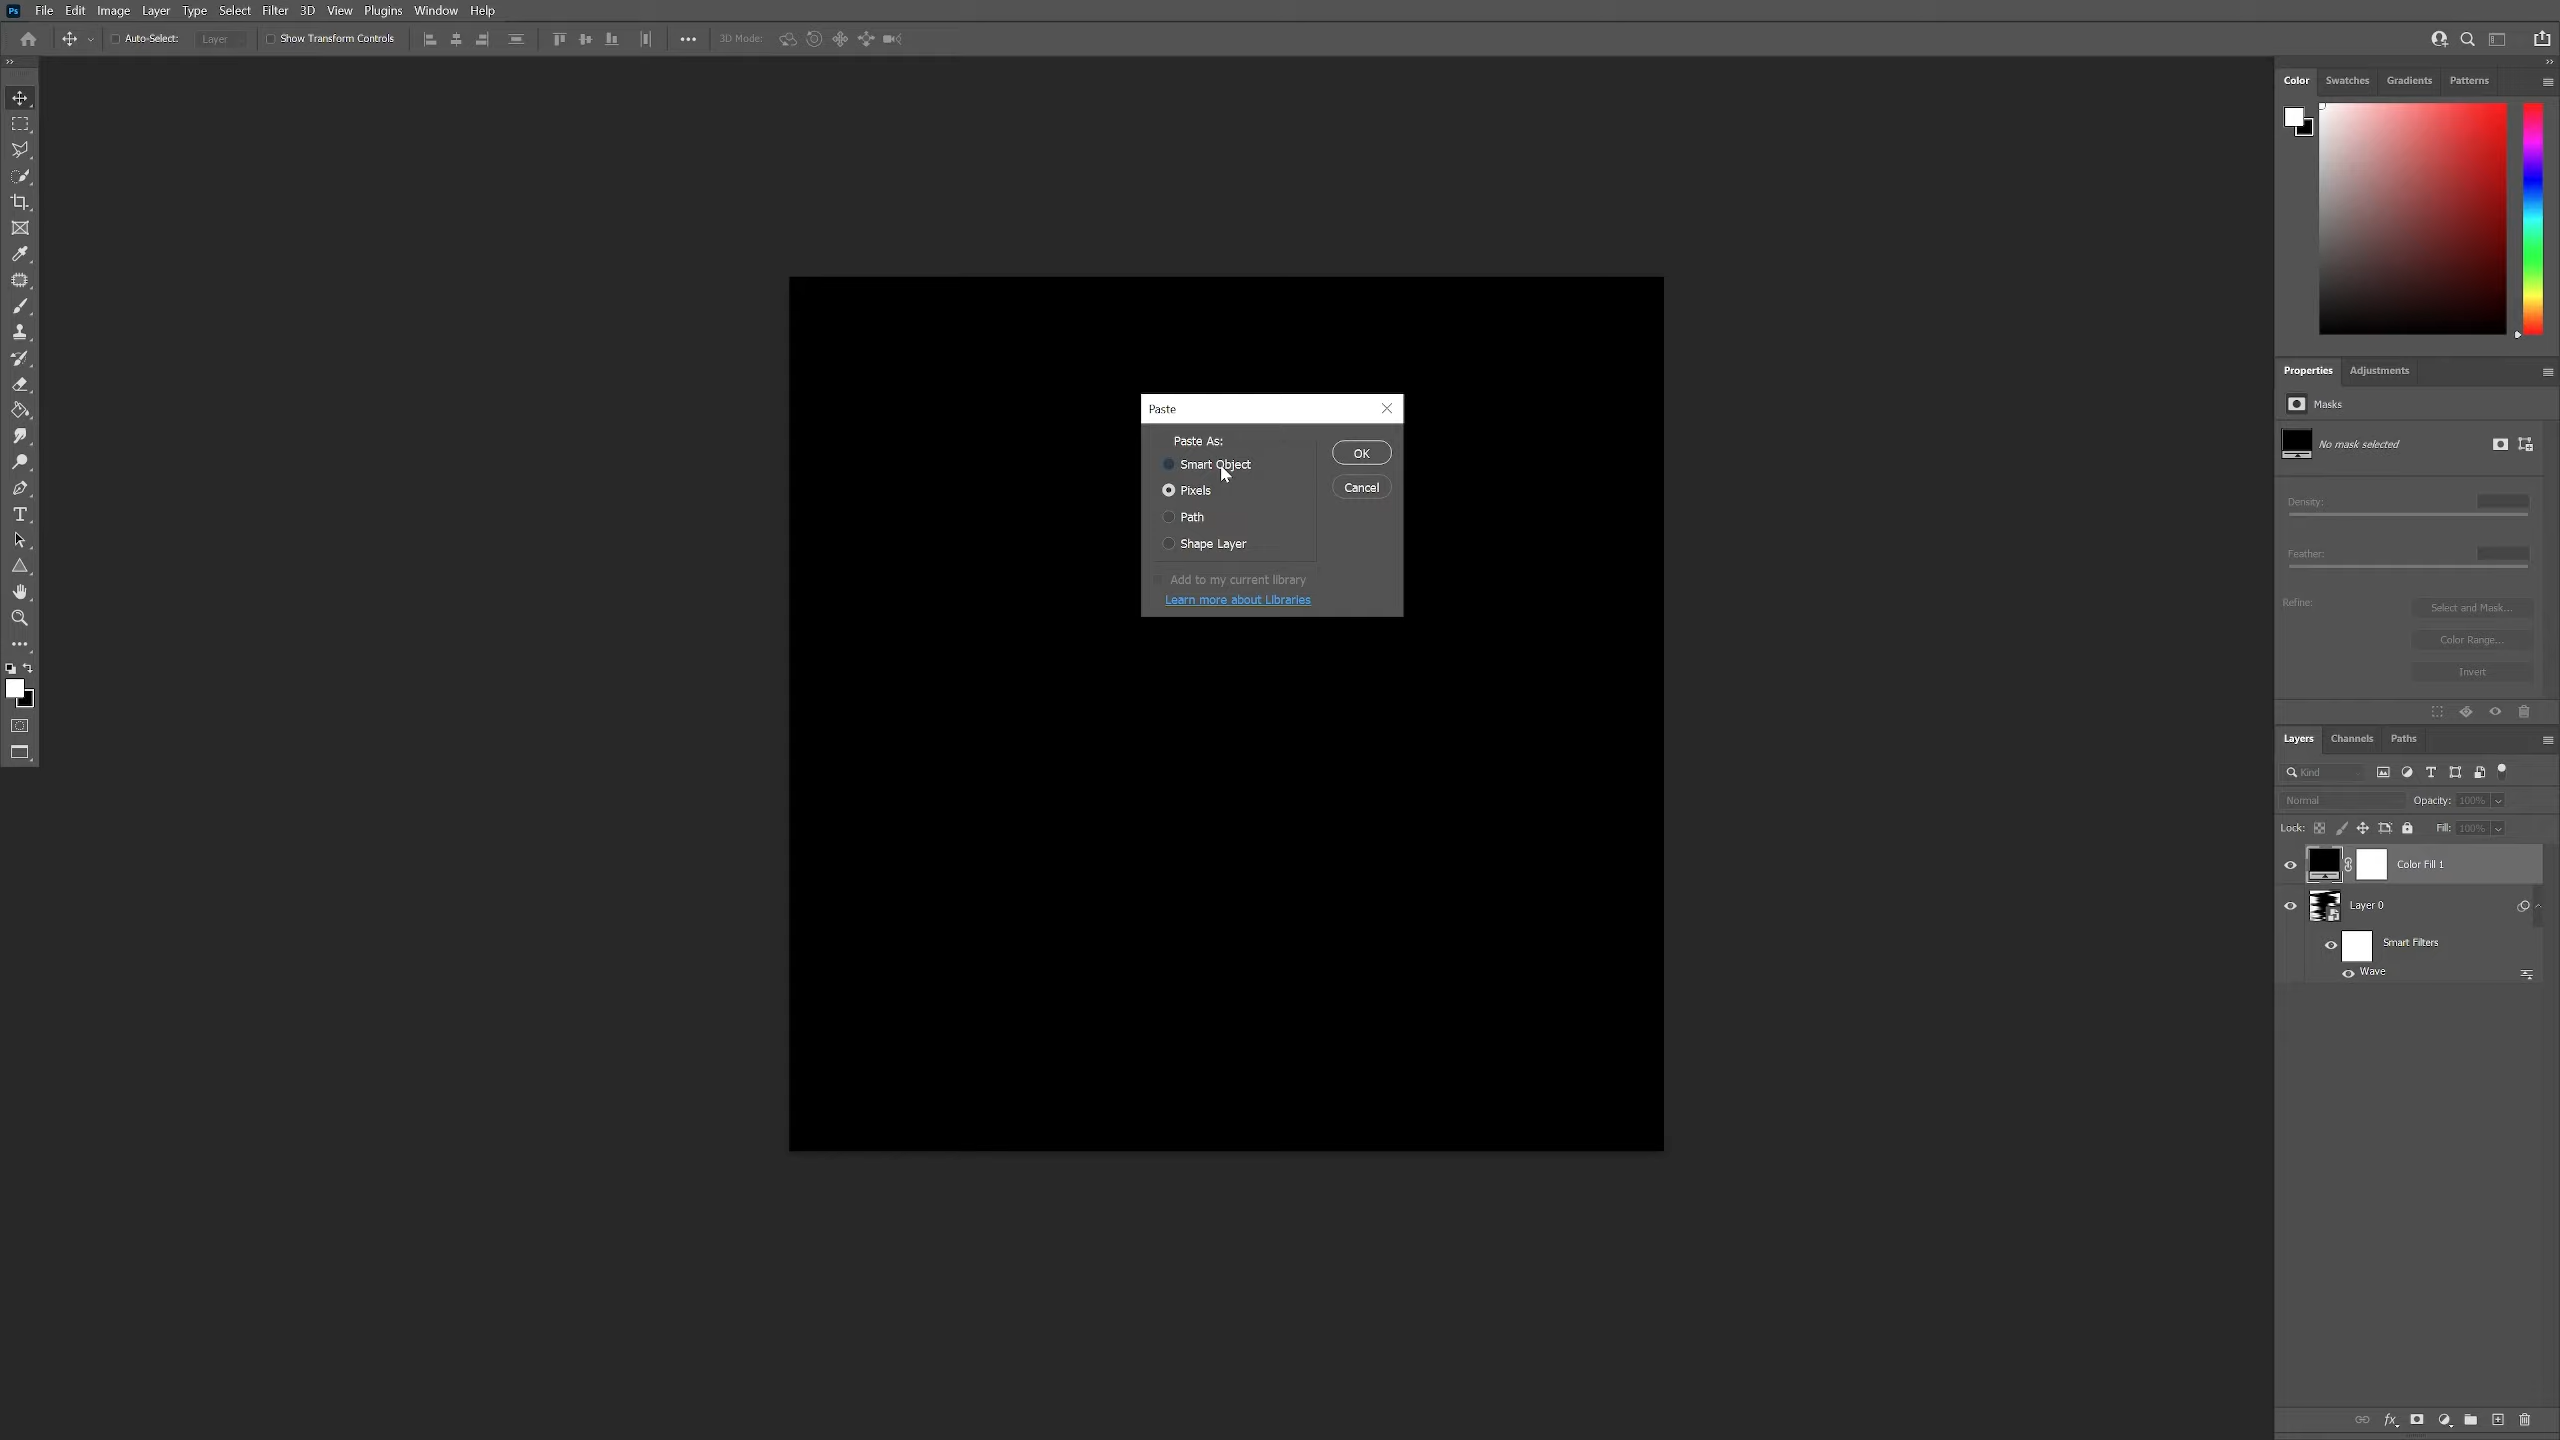 Ps File Edit Image Layer Type Select Filter 3D View Plugins Window Help
Auto-Select: Layer Show Transform Controls 3D Mode:
Color Swatches Gradients Patterns
Properties Adjustments
Masks
No mask selected
Density:
Feather:
Refine: Select and Mask...
Color Range...
Invert
Paste
Paste As:
Smart Object
Pixels
Path
Shape Layer
OK
Cancel
Add to my current library
Learn more about Libraries
Layers Channels Paths
Kind
Normal Opacity: 100%
Lock: Fill: 100%
Color Fill 1
Layer 0
Smart Filters
Wave
fx